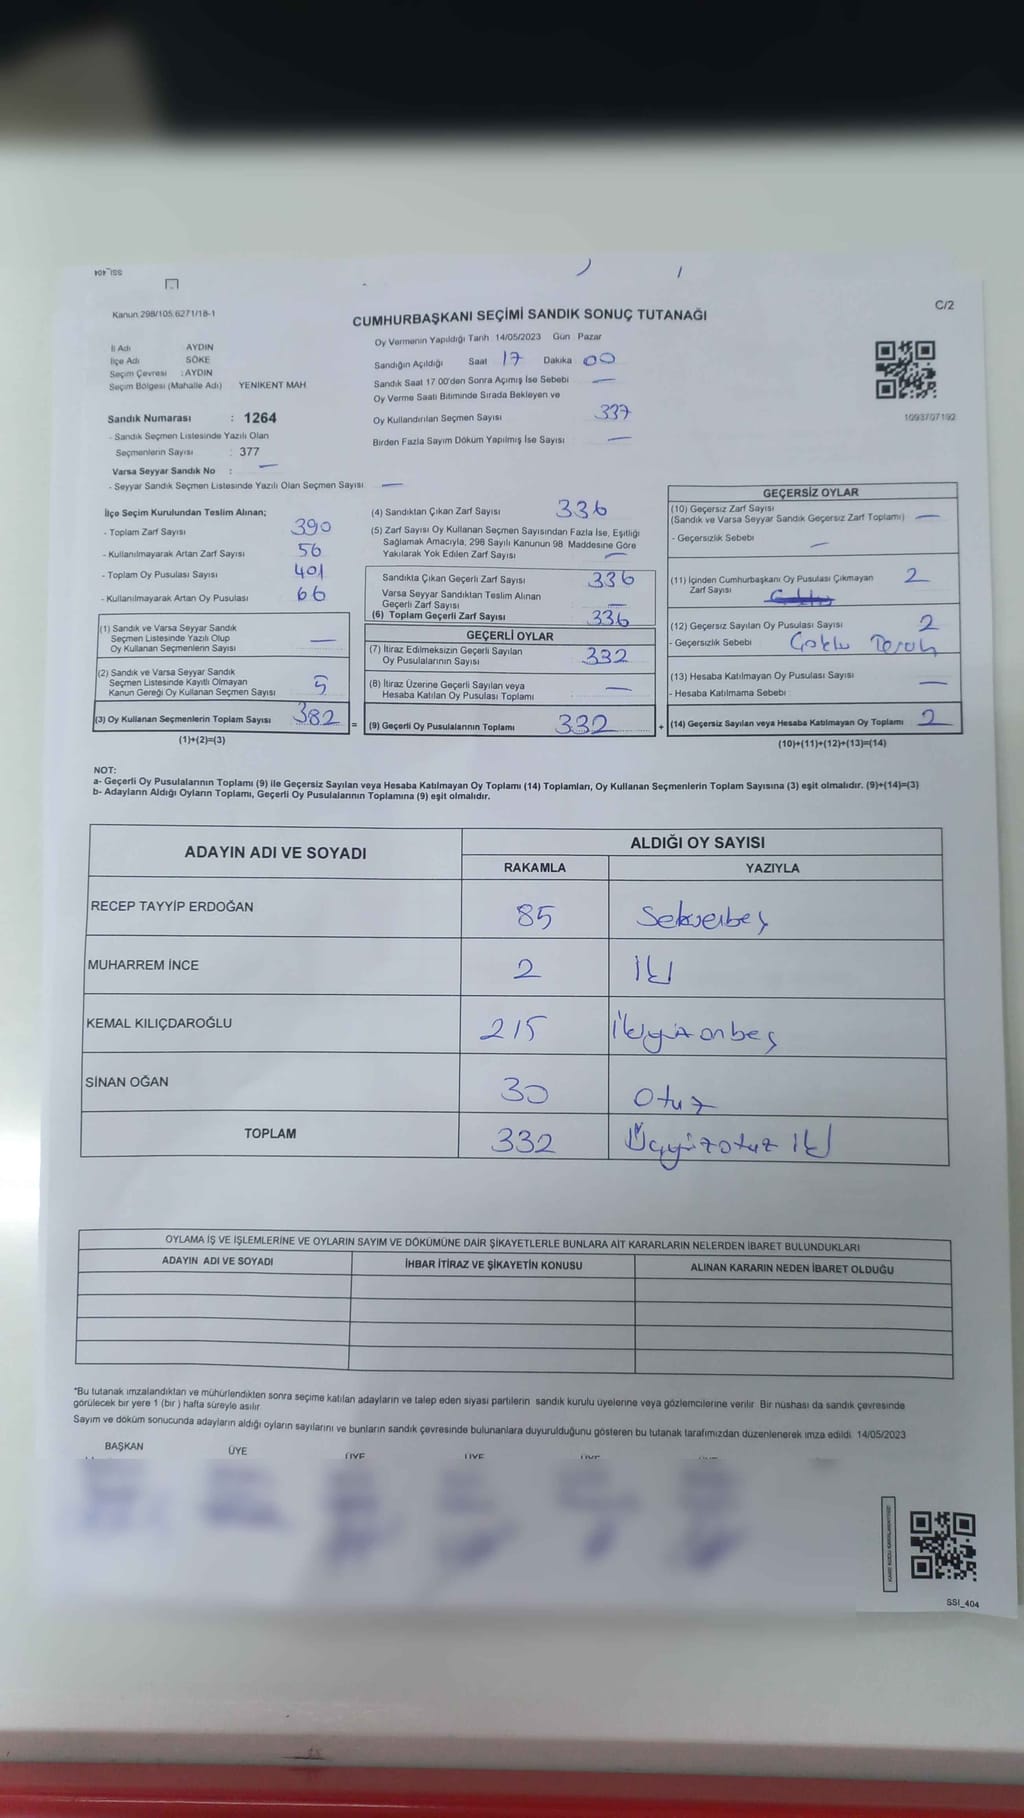 SSI_404
Kanun 298/105,6271/18-1
C/2
CUMHURBAŞKANI SEÇİMİ SANDIK SONUÇ TUTANAĞI
İl Adı AYDIN
İlçe Adı SÖKE
Seçim Çevresi : AYDIN
Seçim Bölgesi (Mahalle Adı) YENİKENT MAH
Sandık Numarası : 1264
- Sandık Seçmen Listesinde Yazılı Olan
Seçmenlerin Sayısı : 377
Varsa Seyyar Sandık No : —
- Seyyar Sandık Seçmen Listesinde Yazılı Olan Seçmen Sayısı —
Oy Vermenin Yapıldığı Tarih 14/05/2023 Gün Pazar
Sandığın Açıldığı Saat 17 Dakika 00
Sandık Saat 17 00'den Sonra Açımış İse Sebebi —
Oy Verme Saati Bitiminde Sırada Bekleyen ve
Oy Kullandırılan Seçmen Sayısı 337
Birden Fazla Sayım Döküm Yapılmış İse Sayısı —
1093707192
İlçe Seçim Kurulundan Teslim Alınan;
- Toplam Zarf Sayısı 390
- Kullanılmayarak Artan Zarf Sayısı 56
- Toplam Oy Pusulası Sayısı 401
- Kullanılmayarak Artan Oy Pusulası 66
(1) Sandık ve Varsa Seyyar Sandık
Seçmen Listesinde Yazılı Olup
Oy Kullanan Seçmenlerin Sayısı —
(2) Sandık ve Varsa Seyyar Sandık
Seçmen Listesinde Kayıtlı Olmayan
Kanun Gereği Oy Kullanan Seçmen Sayısı 5
(3) Oy Kullanan Seçmenlerin Toplam Sayısı 382
(1)+(2)=(3)
(4) Sandıktan Çıkan Zarf Sayısı 336
(5) Zarf Sayısı Oy Kullanan Seçmen Sayısından Fazla İse, Eşitliği
Sağlamak Amacıyla, 298 Sayılı Kanunun 98 Maddesine Göre
Yakılarak Yok Edilen Zarf Sayısı —
Sandıkta Çıkan Geçerli Zarf Sayısı 336
Varsa Seyyar Sandıktan Teslim Alınan
Geçerli Zarf Sayısı —
(6) Toplam Geçerli Zarf Sayısı 336
GEÇERLİ OYLAR
(7) İtiraz Edilmeksizin Geçerli Sayılan
Oy Pusulalarının Sayısı 332
(8) İtiraz Üzerine Geçerli Sayılan veya
Hesaba Katılan Oy Pusulası Toplamı —
= (9) Geçerli Oy Pusulalarının Toplamı 332
GEÇERSİZ OYLAR
(10) Geçersiz Zarf Sayısı
(Sandık ve Varsa Seyyar Sandık Geçersiz Zarf Toplamı) —
- Geçersizlik Sebebi —
(11) İçinden Cumhurbaşkanı Oy Pusulası Çıkmayan 2
Zarf Sayısı
(12) Geçersiz Sayılan Oy Pusulası Sayısı 2
- Geçersizlik Sebebi Çoklu Tercih
(13) Hesaba Katılmayan Oy Pusulası Sayısı —
- Hesaba Katılmama Sebebi
+ (14) Geçersiz Sayılan veya Hesaba Katılmayan Oy Toplamı 2
(10)+(11)+(12)+(13)=(14)
NOT:
a- Geçerli Oy Pusulalarının Toplamı (9) ile Geçersiz Sayılan veya Hesaba Katılmayan Oy Toplamı (14) Toplamları, Oy Kullanan Seçmenlerin Toplam Sayısına (3) eşit olmalıdır. (9)+(14)=(3)
b- Adayların Aldığı Oyların Toplamı, Geçerli Oy Pusulalarının Toplamına (9) eşit olmalıdır.
ADAYIN ADI VE SOYADI
ALDIĞI OY SAYISI
RAKAMLA YAZIYLA
RECEP TAYYİP ERDOĞAN 85 Seksenbeş
MUHARREM İNCE 2 İki
KEMAL KILIÇDAROĞLU 215 İkiyüzonbeş
SİNAN OĞAN 30 Otuz
TOPLAM 332 Üçyüzotuz iki
OYLAMA İŞ VE İŞLEMLERİNE VE OYLARIN SAYIM VE DÖKÜMÜNE DAİR ŞİKAYETLERLE BUNLARA AİT KARARLARIN NELERDEN İBARET BULUNDUKLARI
ADAYIN ADI VE SOYADI İHBAR İTİRAZ VE ŞİKAYETİN KONUSU ALINAN KARARIN NEDEN İBARET OLDUĞU
*Bu tutanak imzalandıktan ve mühürlendikten sonra seçime katılan adayların ve talep eden siyasi partilerin sandık kurulu üyelerine veya gözlemcilerine verilir Bir nüshası da sandık çevresinde
görülecek bir yere 1 (bir ) hafta süreyle asılır
Sayım ve döküm sonucunda adayların aldığı oyların sayılarını ve bunların sandık çevresinde bulunanlara duyurulduğunu gösteren bu tutanak tarafımızdan düzenlenerek imza edildi 14/05/2023
BAŞKAN ÜYE ÜYE ÜYE ÜYE ÜYE
SSI_404